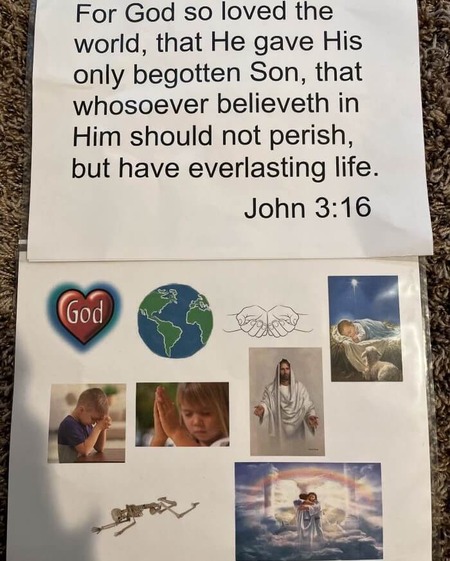 For God so loved the
world, that He gave His
only begotten Son, that
whosoever believeth in
Him should not perish,
but have everlasting life.
John 3:16
God